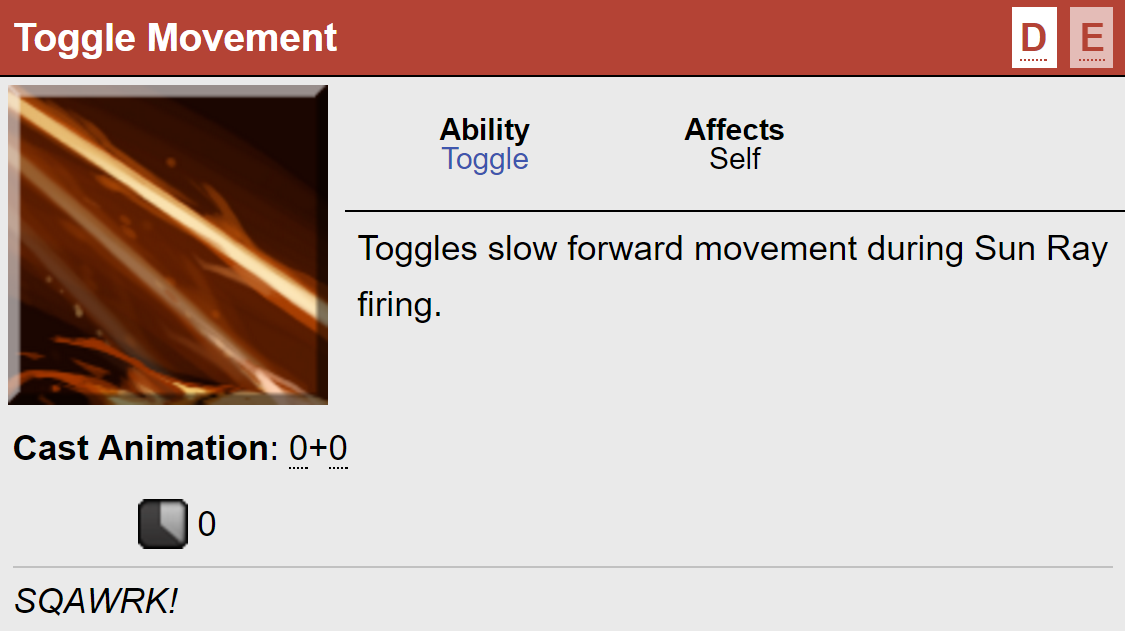 Toggle Movement
D E
Ability
Toggle
Affects
Self
Toggles slow forward movement during Sun Ray
firing.
Cast Animation: 0+0
0
SQAWRK!